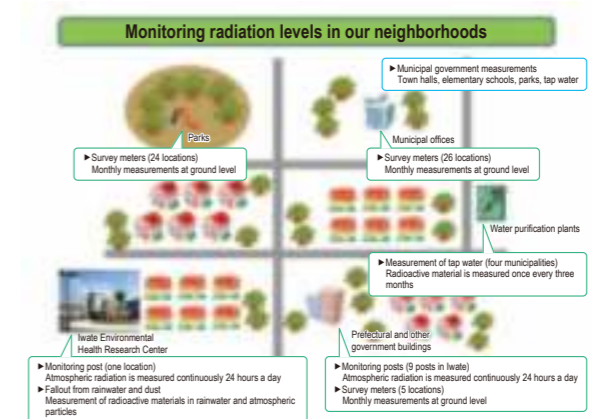 Monitoring radiation levels in our neighborhoods
▶Municipal government measurements
Town halls, elementary schools, parks, tap water
Parks
▶Survey meters (24 locations)
Monthly measurements at ground level
Municipal offices
▶Survey meters (26 locations)
Monthly measurements at ground level
Water purification plants
▶Measurement of tap water (four municipalities)
Radioactive material is measured once every three
months
Iwate Environmental
Health Research Center
▶Monitoring post (one location)
Atmospheric radiation is measured continuously 24 hours a day
▶Fallout from rainwater and dust
Measurement of radioactive materials in rainwater and atmospheric
particles
Prefectural and other
government buildings
▶Monitoring posts (9 posts in Iwate)
Atmospheric radiation is measured continuously 24 hours a day
▶Survey meters (5 locations)
Monthly measurements at ground level